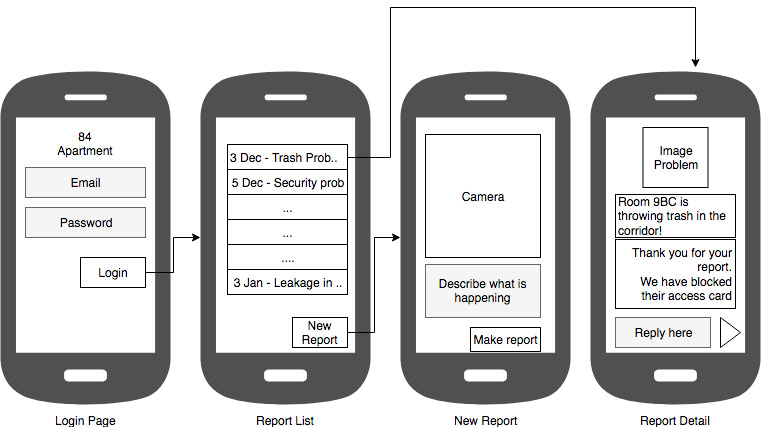 84
Apartment
Email
Password
Login
Login Page
3 Dec - Trash Prob..
5 Dec - Security prob
...
...
....
3 Jan - Leakage in ..
New
Report
Report List
Camera
Describe what is
happening
Make report
New Report
Image
Problem
Room 9BC is
throwing trash in the
corridor!
Thank you for your
report.
We have blocked
their access card
Reply here
Report Detail